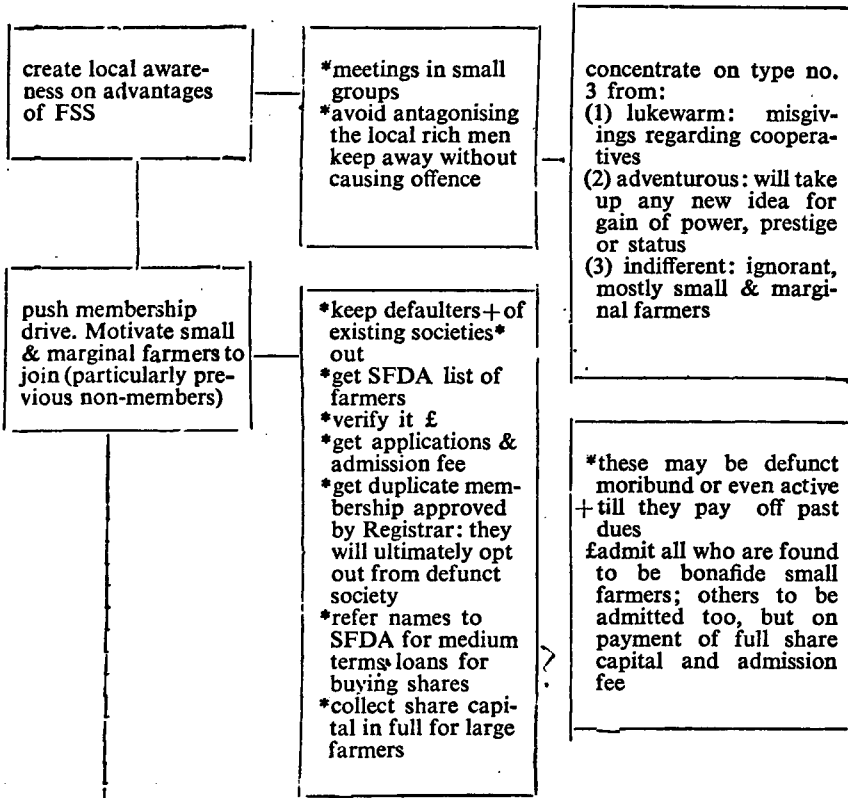 create local aware-
ness on advantages
of FSS
*meetings in small
groups
*avoid antagonising
the local rich men
keep away without
causing offence
concentrate on type no.
3 from:
(1) lukewarm: misgiv-
ings regarding coopera-
tives
(2) adventurous: will take
up any new idea for
gain of power, prestige
or status
(3) indifferent: ignorant,
mostly small & margi-
nal farmers
push membership
drive. Motivate small
& marginal farmers to
join (particularly pre-
vious non-members)
*keep defaulters+of
existing societies*
out
*get SFDA list of
farmers
*verify it £
*get applications &
admission fee
*get duplicate mem-
bership approved
by Registrar: they
will ultimately opt
out from defunct
society
*refer names to
SFDA for medium
terms loans for
buying shares
*collect share capi-
tal in full for large
farmers
?
*these may be defunct
moribund or even active
+till they pay off past
dues
£admit all who are found
to be bonafide small
farmers; others to be
admitted too, but on
payment of full share
capital and admission
fee